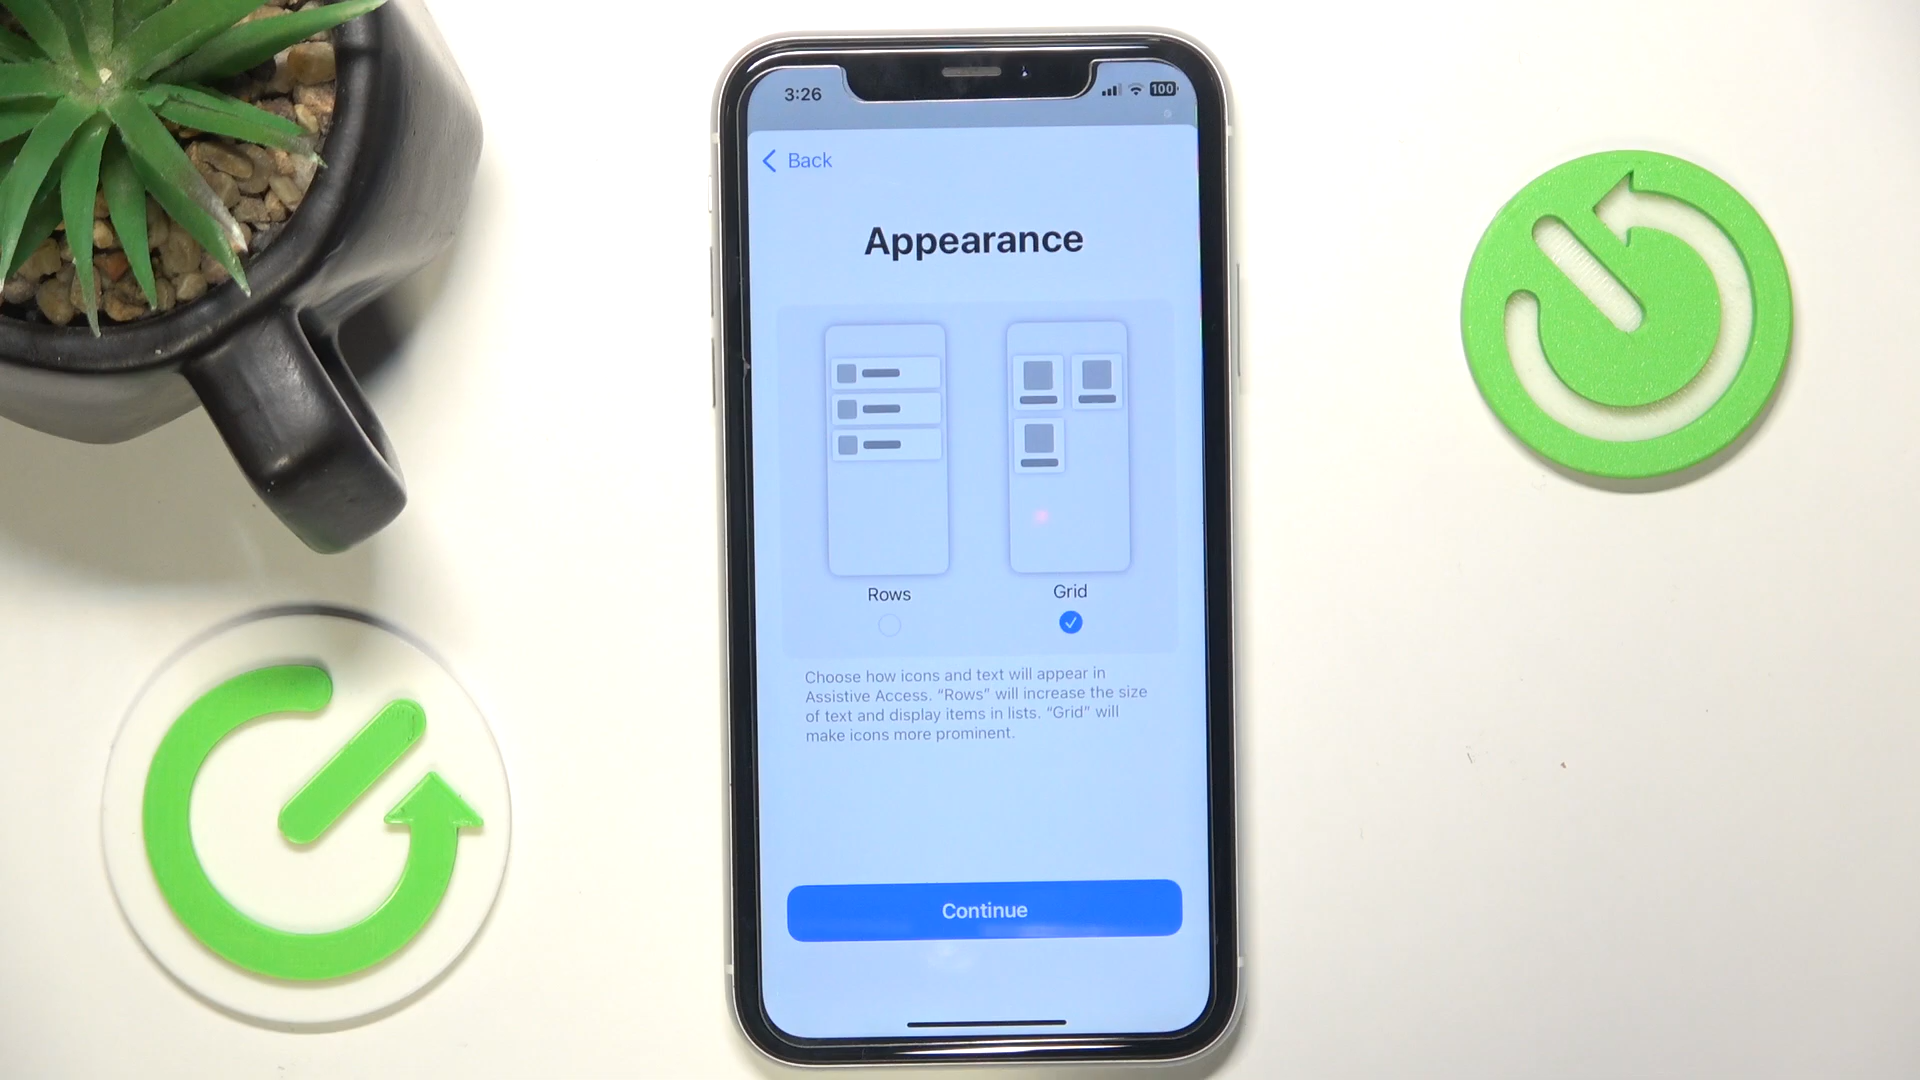 3:26
100
Back
Appearance
Rows
Grid
Choose how icons and text will appear in
Assistive Access. “Rows” will increase the size
of text and display items in lists. “Grid” will
make icons more prominent.
Continue